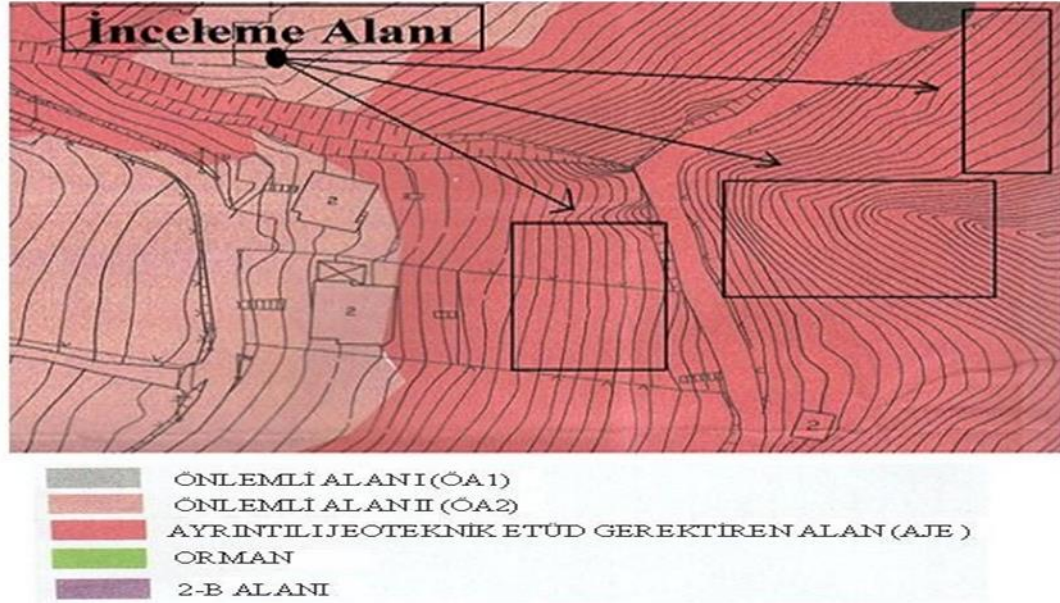 İnceleme Alanı
2
2
2
ÖNLEMLİ ALAN I (ÖA1)
ÖNLEMLİ ALAN II (ÖA2)
AYRINTILI JEOTEKNİK ETÜD GEREKTİREN ALAN (AJE )
ORMAN
2-B ALANI